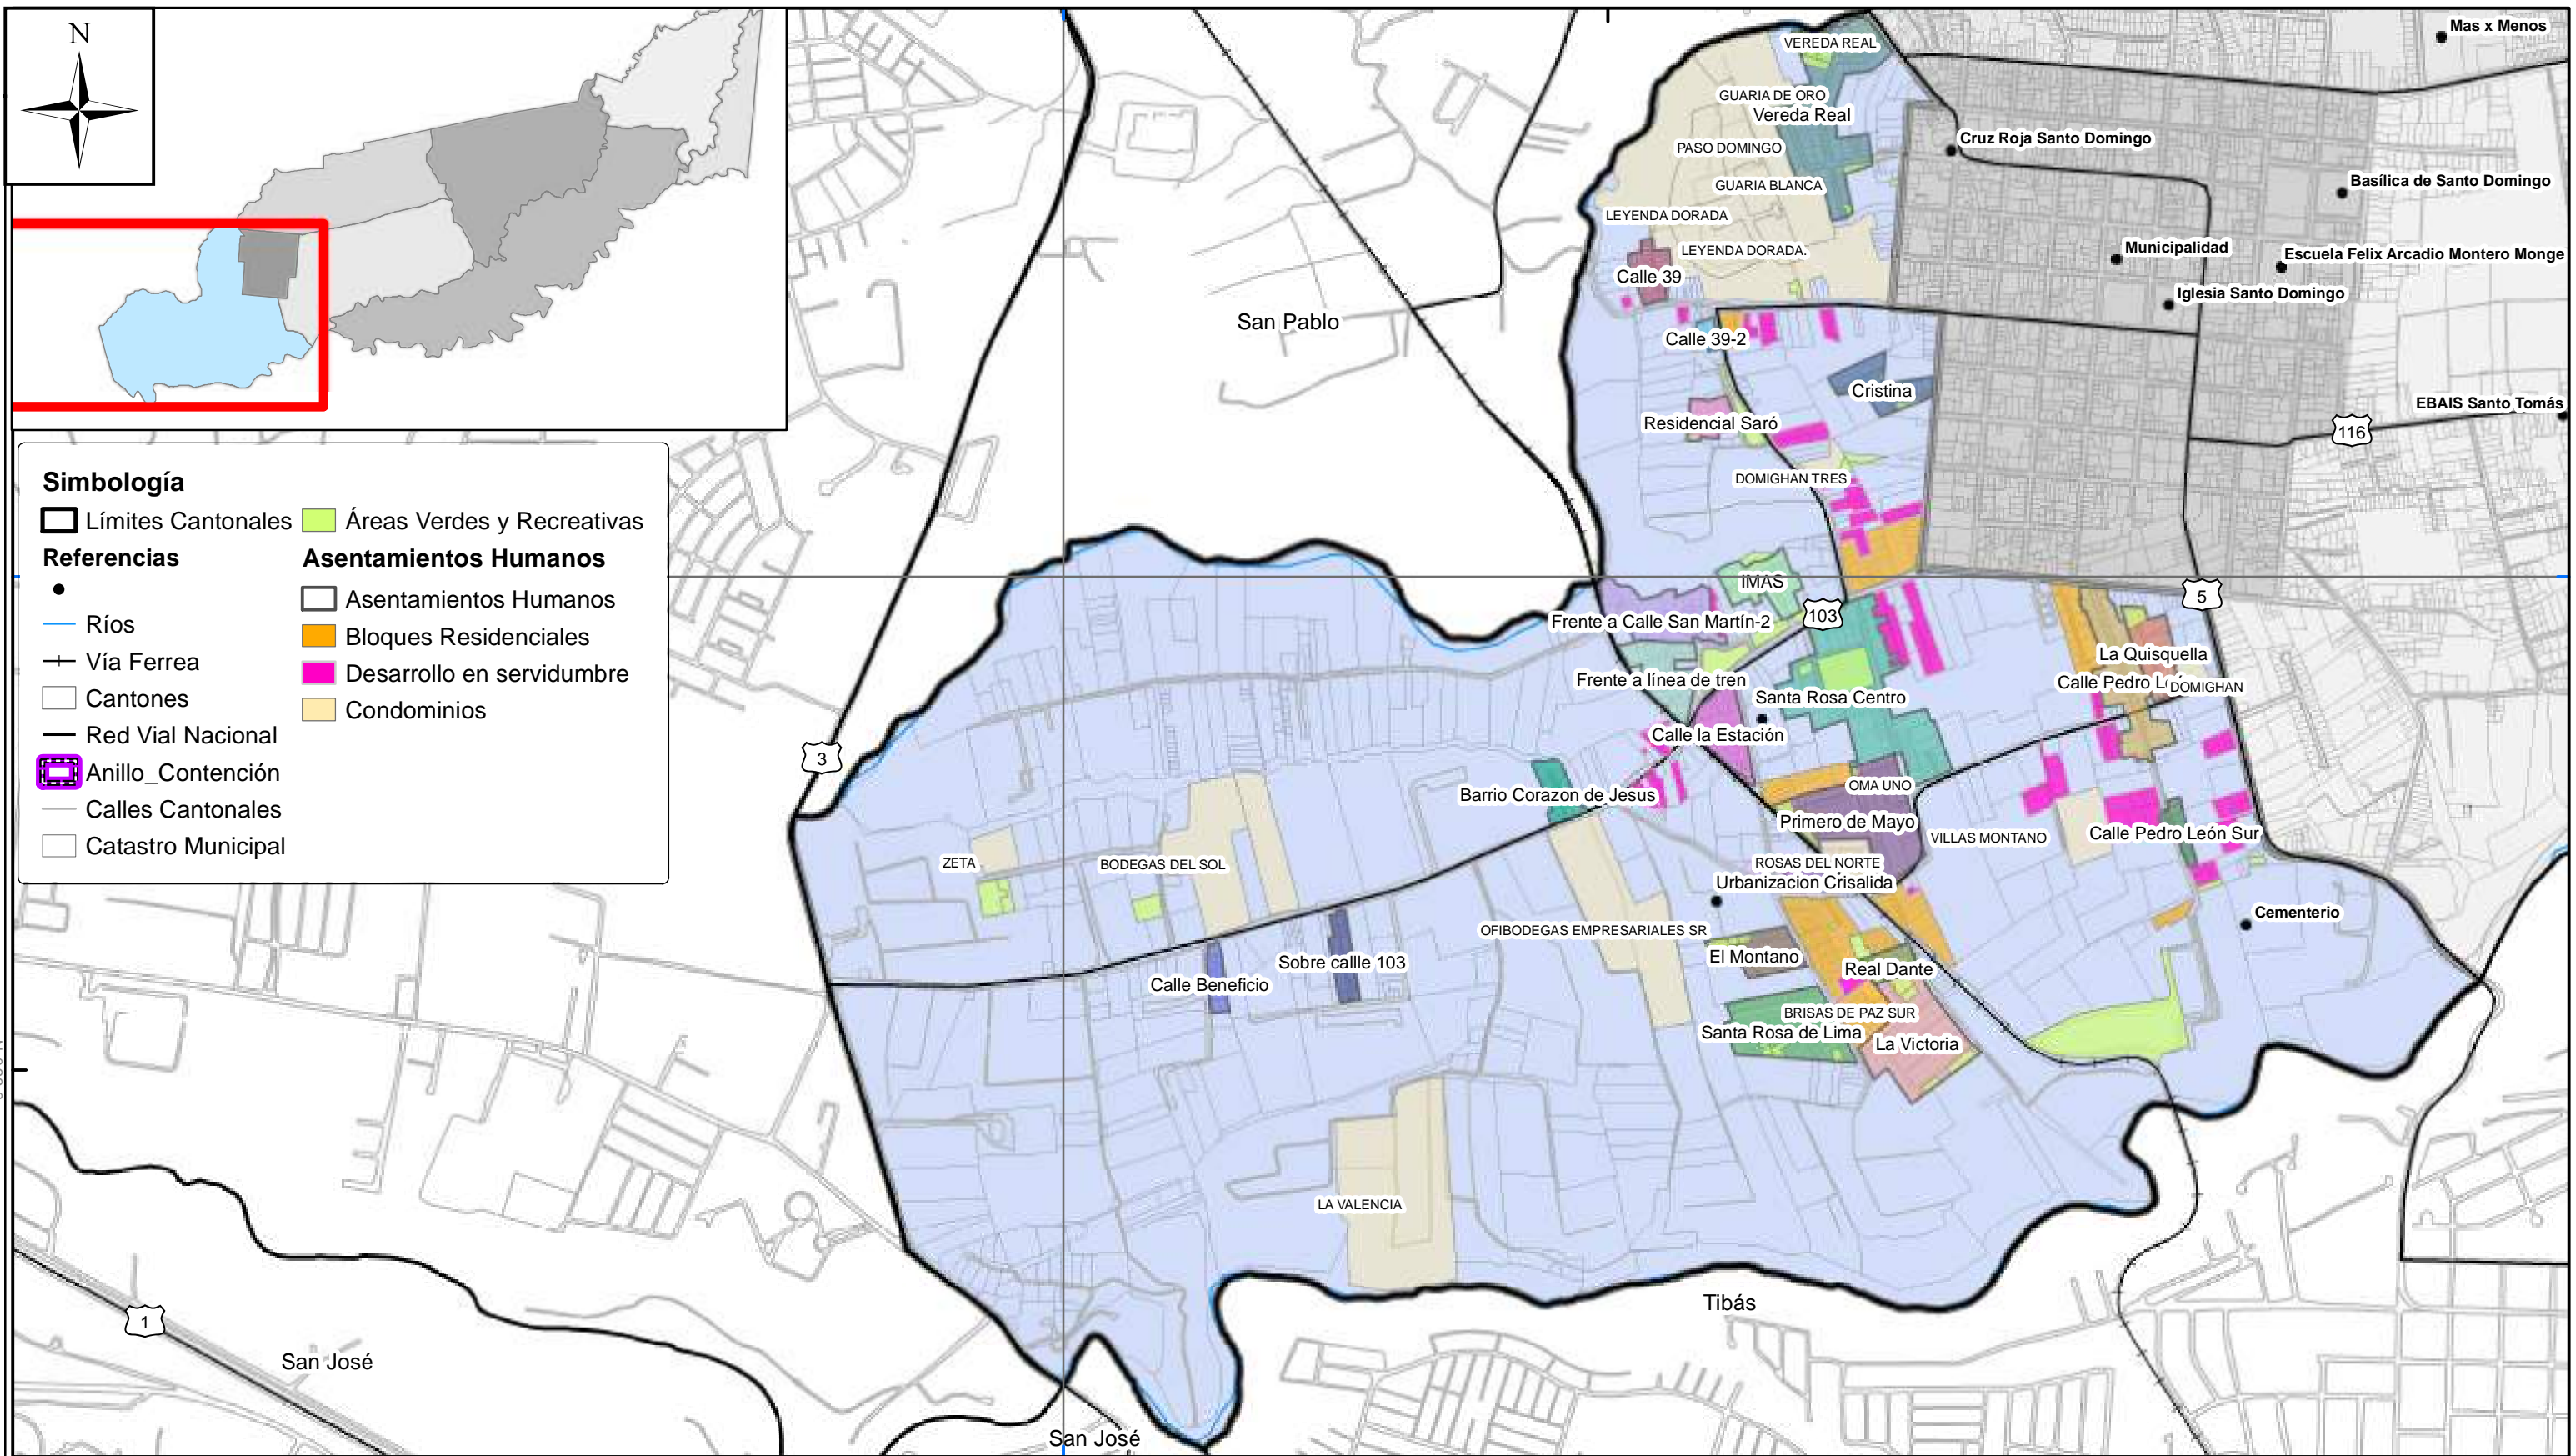 N
Mas x Menos
VEREDA REAL
GUARIA DE ORO
Vereda Real
Cruz Roja Santo Domingo
PASO DOMINGO
Basílica de Santo Domingo
GUARIA BLANCA
LEYENDA DORADA
LEYENDA DORADA.
Municipalidad
Escuela Felix Arcadio Montero Monge
Calle 39
Iglesia Santo Domingo
San Pablo
Calle 39-2
Cristina
EBAIS Santo Tomás
Residencial Saró
116
DOMIGHAN TRES
Simbología
Límites Cantonales
Referencias
Ríos
Vía Ferrea
Cantones
Red Vial Nacional
Anillo_Contención
Calles Cantonales
Catastro Municipal
Áreas Verdes y Recreativas
Asentamientos Humanos
Asentamientos Humanos
Bloques Residenciales
Desarrollo en servidumbre
Condominios
IMAS
5
103
Frente a Calle San Martín-2
La Quisquella
Frente a línea de tren
Calle Pedro
DOMIGHAN
Santa Rosa Centro
Calle la Estación
3
OMA UNO
Barrio Corazon de Jesus
Primero de Mayo
VILLAS MONTANO
Calle Pedro León Sur
ZETA
BODEGAS DEL SOL
ROSAS DEL NORTE
Urbanizacion Crisalida
Cementerio
OFIBODEGAS EMPRESARIALES SR
El Montano
Sobre callle 103
Real Dante
Calle Beneficio
BRISAS DE PAZ SUR
Santa Rosa de Lima
La Victoria
LA VALENCIA
Tibás
1
San José
San José